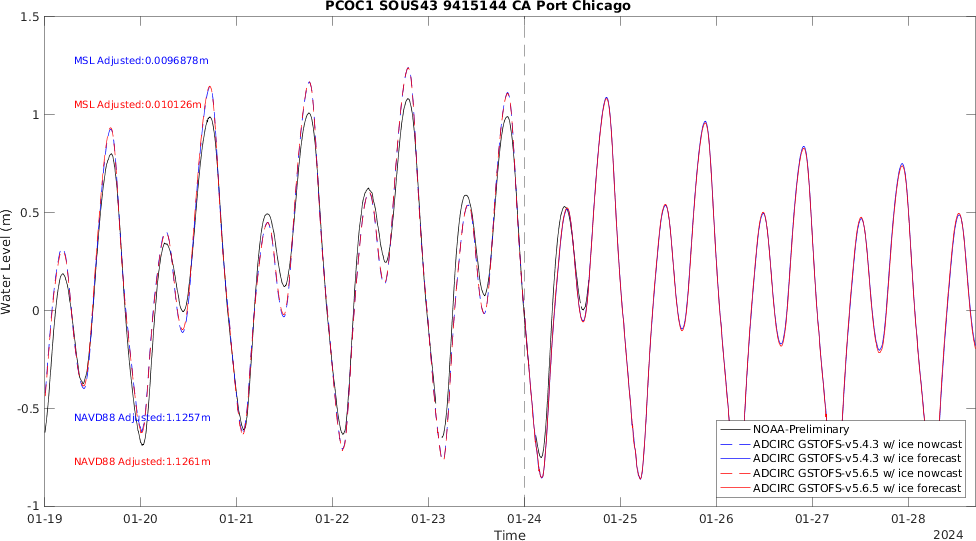 PCOC1 SOUS43 9415144 CA Port Chicago
1.5
1
0.5
0
-0.5
-1
Water Level (m)
MSL Adjusted:0.0096878m
MSL Adjusted:0.010126m
NAVD88 Adjusted:1.1257m
NAVD88 Adjusted:1.1261m
NOAA-Preliminary
ADCIRC GSTOFS-v5.4.3 w/ ice nowcast
ADCIRC GSTOFS-v5.4.3 w/ ice forecast
ADCIRC GSTOFS-v5.6.5 w/ ice nowcast
ADCIRC GSTOFS-v5.6.5 w/ ice forecast
01-19 01-20 01-21 01-22 01-23 01-24 01-25 01-26 01-27 01-28
Time
2024